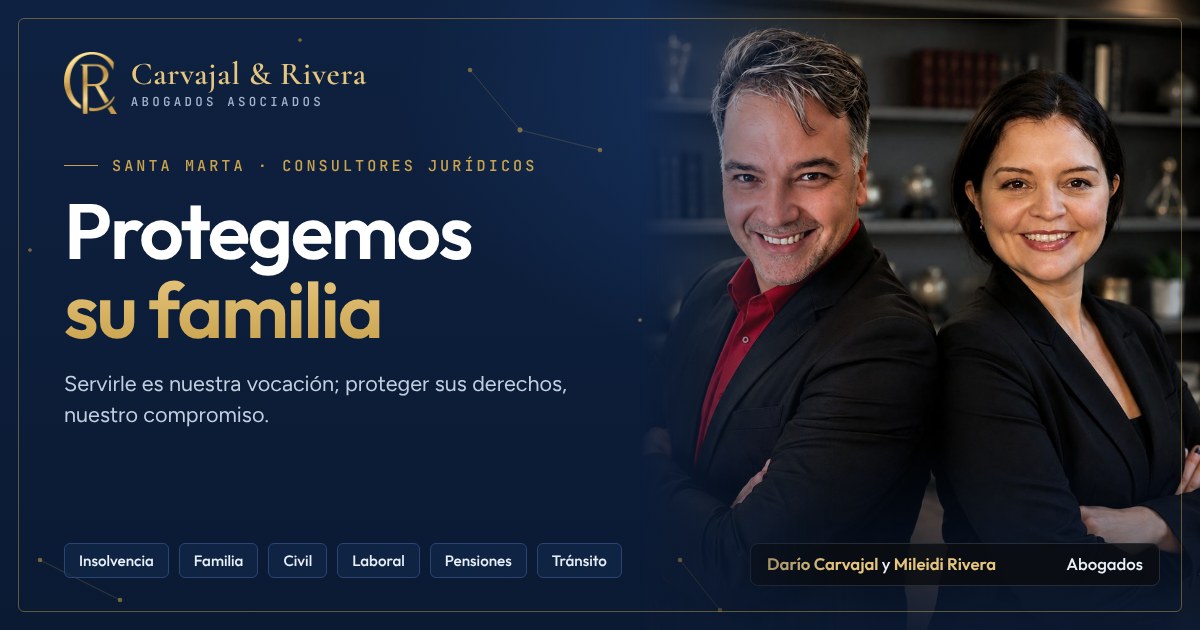 CR
Carvajal & Rivera
ABOGADOS ASOCIADOS
SANTA MARTA · CONSULTORES JURÍDICOS
Protegemos
su familia
Servirle es nuestra vocación; proteger sus derechos,
nuestro compromiso.
Insolvencia Familia Civil Laboral Pensiones Tránsito
Darío Carvajal y Mileidi Rivera Abogados